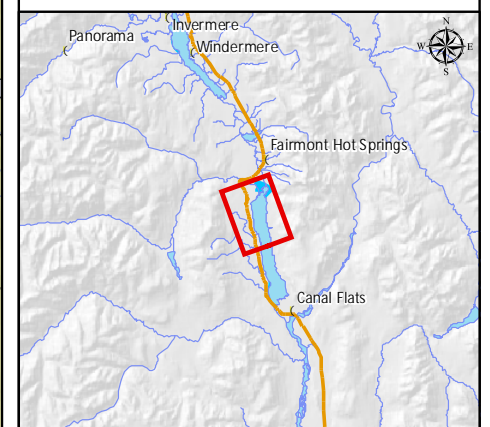 Invermere
Panorama
Windermere
N
W E
S
Fairmont Hot Springs
Canal Flats